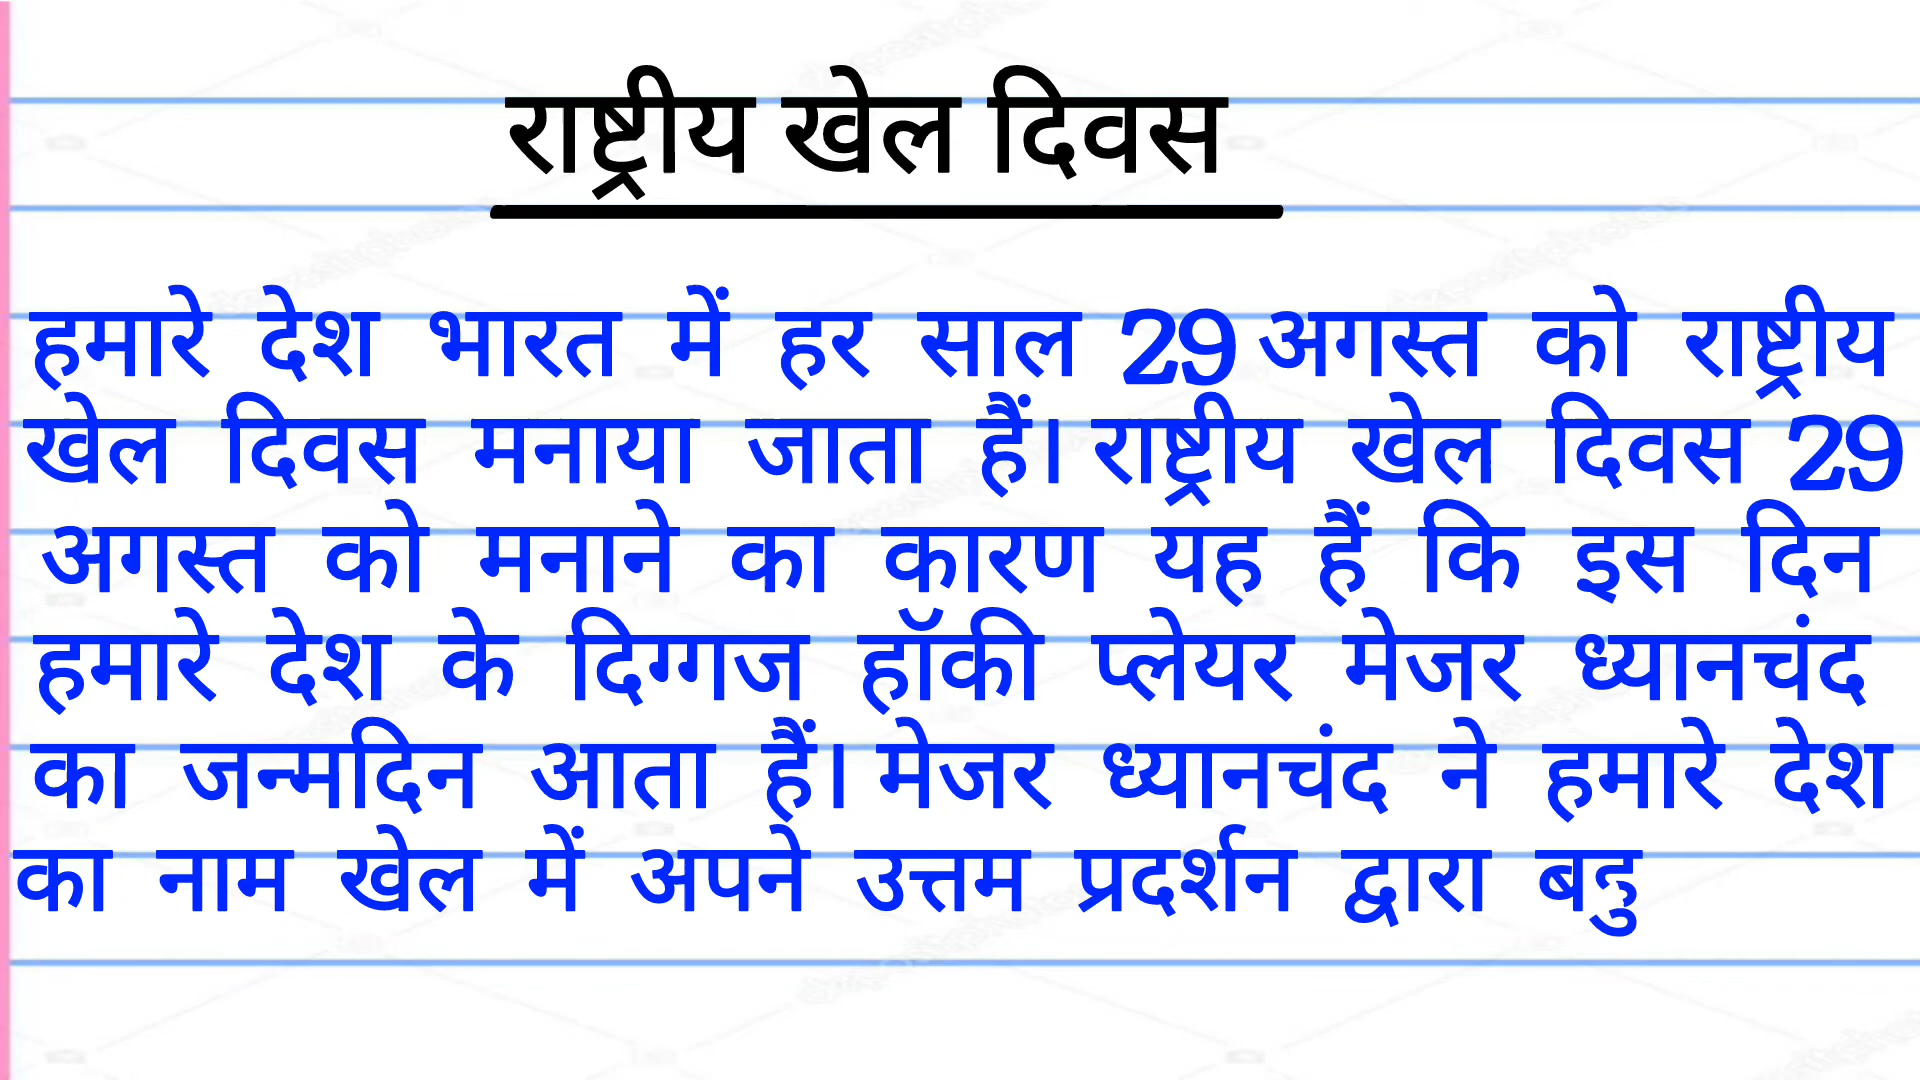 राष्ट्रीय खेल दिवस
हमारे देश भारत में हर साल 29 अगस्त को राष्ट्रीय
खेल दिवस मनाया जाता हैं। राष्ट्रीय खेल दिवस 29
अगस्त को मनाने का कारण यह हैं कि इस दिन
हमारे देश के दिग्गज हॉकी प्लेयर मेजर ध्यानचंद
का जन्मदिन आता हैं। मेजर ध्यानचंद ने हमारे देश
का नाम खेल में अपने उत्तम प्रदर्शन द्वारा बहु